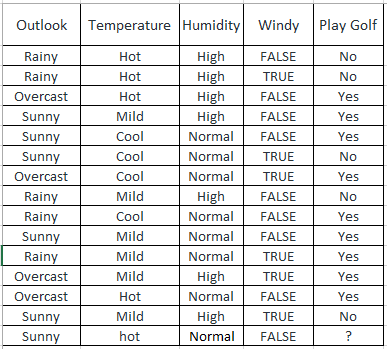 Outlook Temperature Humidity Windy Play Golf
Rainy Hot High FALSE No
Rainy Hot High TRUE No
Overcast Hot High FALSE Yes
Sunny Mild High FALSE Yes
Sunny Cool Normal FALSE Yes
Sunny Cool Normal TRUE No
Overcast Cool Normal TRUE Yes
Rainy Mild High FALSE No
Rainy Cool Normal FALSE Yes
Sunny Mild Normal FALSE Yes
Rainy Mild Normal TRUE Yes
Overcast Mild High TRUE Yes
Overcast Hot Normal FALSE Yes
Sunny Mild High TRUE No
Sunny hot Normal FALSE ?